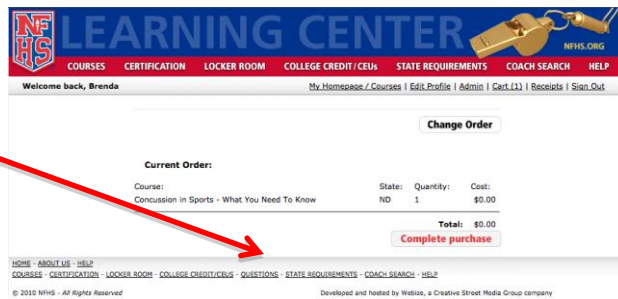 NF
HS
LEARNING CENTER
NFHS.ORG
COURSES CERTIFICATION LOCKER ROOM COLLEGE CREDIT/CEUs STATE REQUIREMENTS COACH SEARCH HELP
Welcome back, Brenda My Homepage / Courses | Edit Profile | Admin | Cart (1) | Receipts | Sign Out
Change Order
Current Order:
Course: State: Quantity: Cost:
Concussion in Sports - What You Need To Know ND 1 $0.00
Total: $0.00
Complete purchase
HOME - ABOUT US - HELP
COURSES - CERTIFICATION - LOCKER ROOM - COLLEGE CREDIT/CEUS - QUESTIONS - STATE REQUIREMENTS - COACH SEARCH - HELP
© 2010 NFHS - All Rights Reserved Developed and hosted by Webize, a Creative Street Media Group company